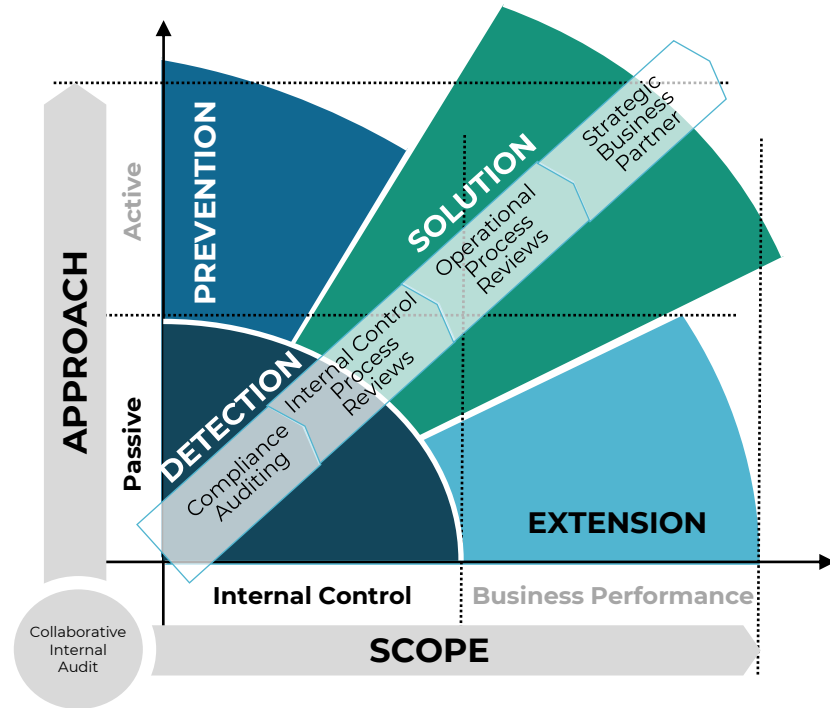 PREVENTION
SOLUTION
DETECTION
EXTENSION
Strategic
Business
Partner
Operational
Process
Reviews
Internal Control
Process
Reviews
Compliance
Auditing
APPROACH
Active
Passive
Internal Control
Business Performance
SCOPE
Collaborative
Internal
Audit